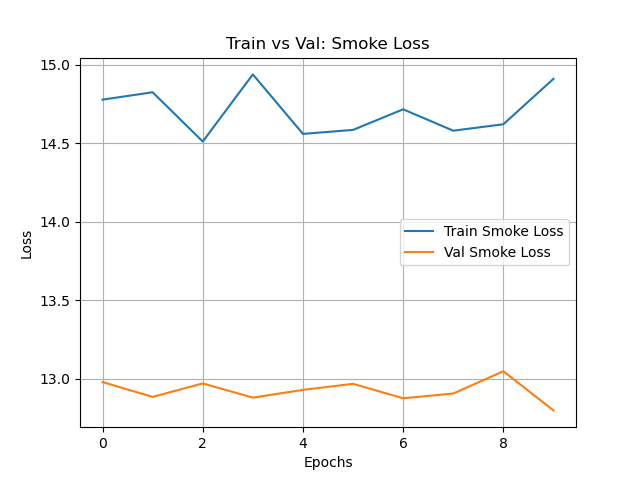 Train vs Val: Smoke Loss
15.0
14.5
14.0
13.5
13.0
Loss
Train Smoke Loss
Val Smoke Loss
0 2 4 6 8
Epochs